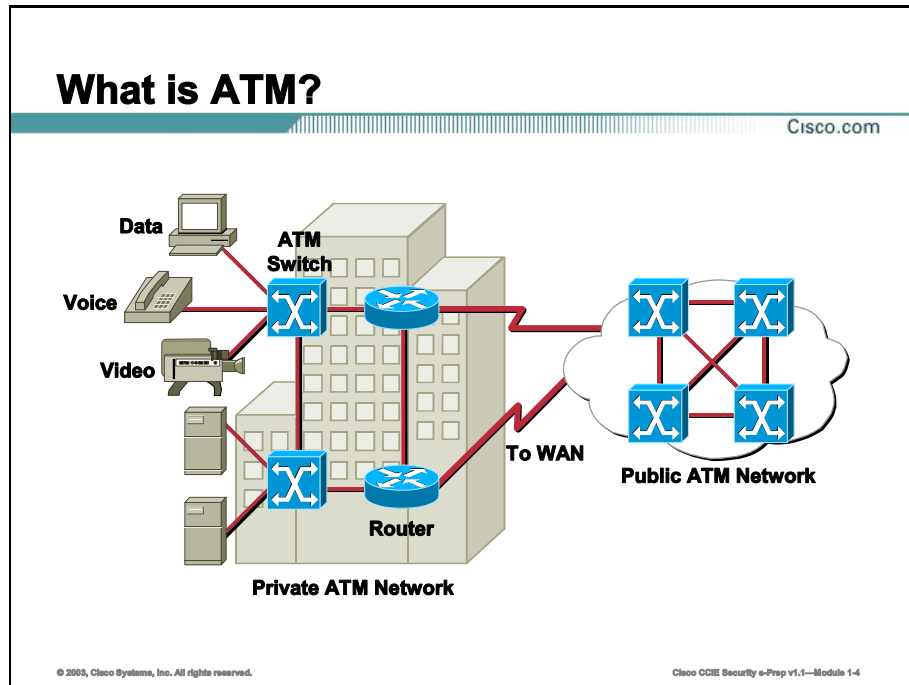 What is ATM?
Cisco.com
Data
ATM
Switch
Voice
Video
To WAN
Public ATM Network
Router
Private ATM Network
© 2003, Cisco Systems, Inc. All rights reserved.
Cisco CCIE Security e-Prep v1.1—Module 1-4